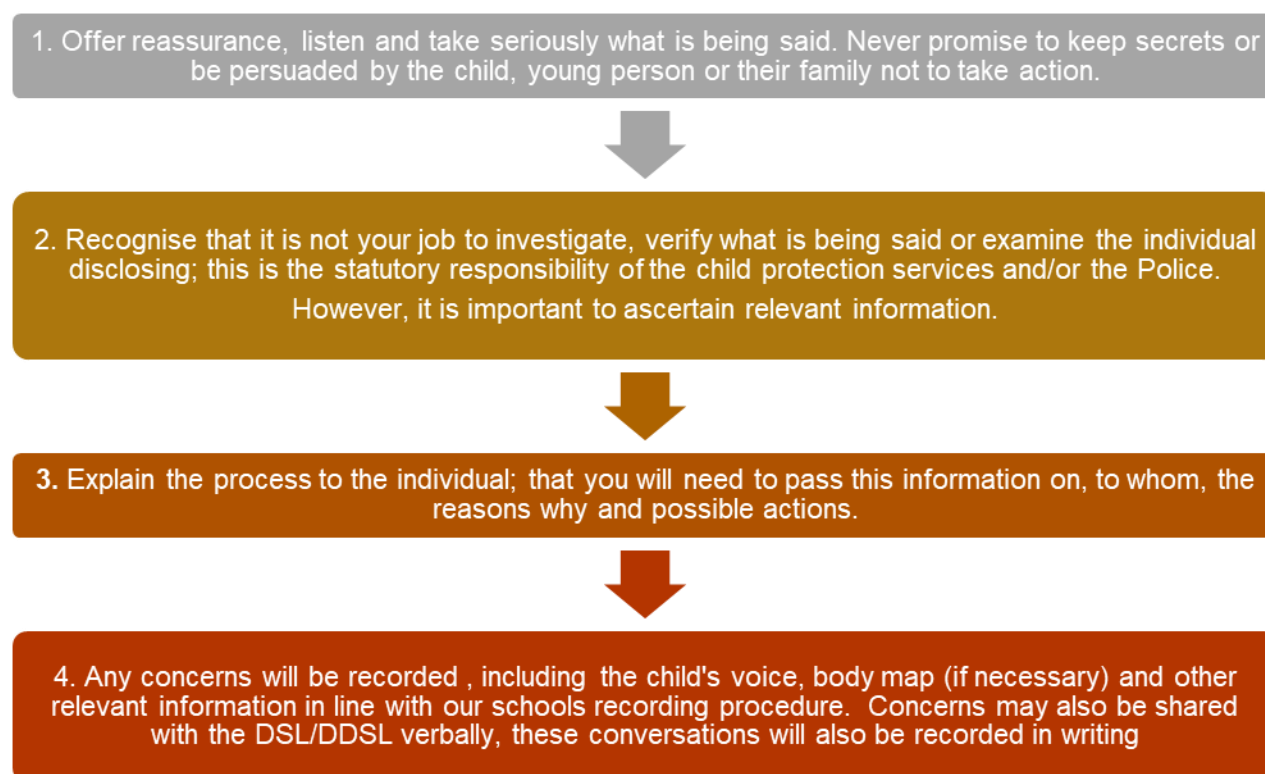 1. Offer reassurance, listen and take seriously what is being said. Never promise to keep secrets or
be persuaded by the child, young person or their family not to take action.
2. Recognise that it is not your job to investigate, verify what is being said or examine the individual
disclosing; this is the statutory responsibility of the child protection services and/or the Police.
However, it is important to ascertain relevant information.
3. Explain the process to the individual; that you will need to pass this information on, to whom, the
reasons why and possible actions.
4. Any concerns will be recorded , including the child's voice, body map (if necessary) and other
relevant information in line with our schools recording procedure. Concerns may also be shared
with the DSL/DDSL verbally, these conversations will also be recorded in writing